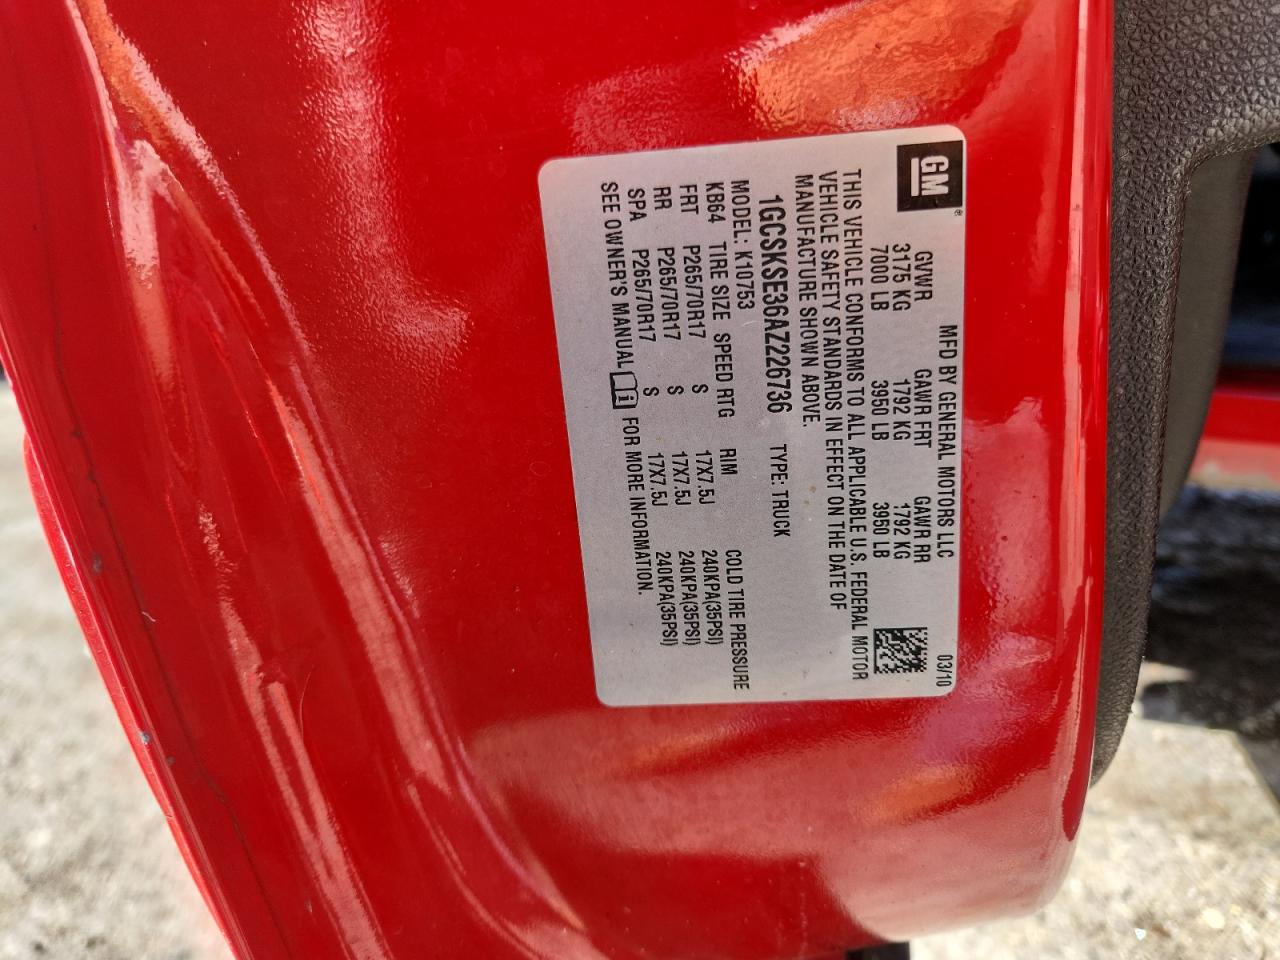 GM
MFD BY GENERAL MOTORS LLC 03/10
GVWR GAWR FRT GAWR RR
3175 KG 1792 KG 1792 KG
7000 LB 3950 LB 3950 LB
THIS VEHICLE CONFORMS TO ALL APPLICABLE U.S. FEDERAL MOTOR
VEHICLE SAFETY STANDARDS IN EFFECT ON THE DATE OF
MANUFACTURE SHOWN ABOVE.
1GCSKSE36AZ226736 TYPE: TRUCK
MODEL: K10753
KB64 TIRE SIZE SPEED RTG RIM COLD TIRE PRESSURE
FRT P265/70R17 S 17X7.5J 240KPA(35PSI)
RR P265/70R17 S 17X7.5J 240KPA(35PSI)
SPA P265/70R17 S 17X7.5J 240KPA(35PSI)
SEE OWNER'S MANUAL i FOR MORE INFORMATION.